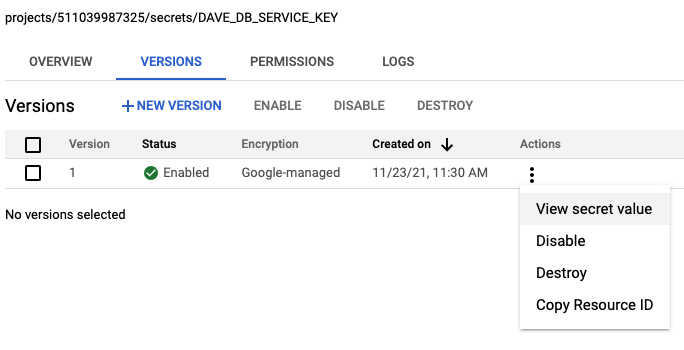 projects/511039987325/secrets/DAVE_DB_SERVICE_KEY
OVERVIEW VERSIONS PERMISSIONS LOGS
Versions + NEW VERSION ENABLE DISABLE DESTROY
Version Status Encryption Created on Actions
1 Enabled Google-managed 11/23/21, 11:30 AM
No versions selected
View secret value
Disable
Destroy
Copy Resource ID